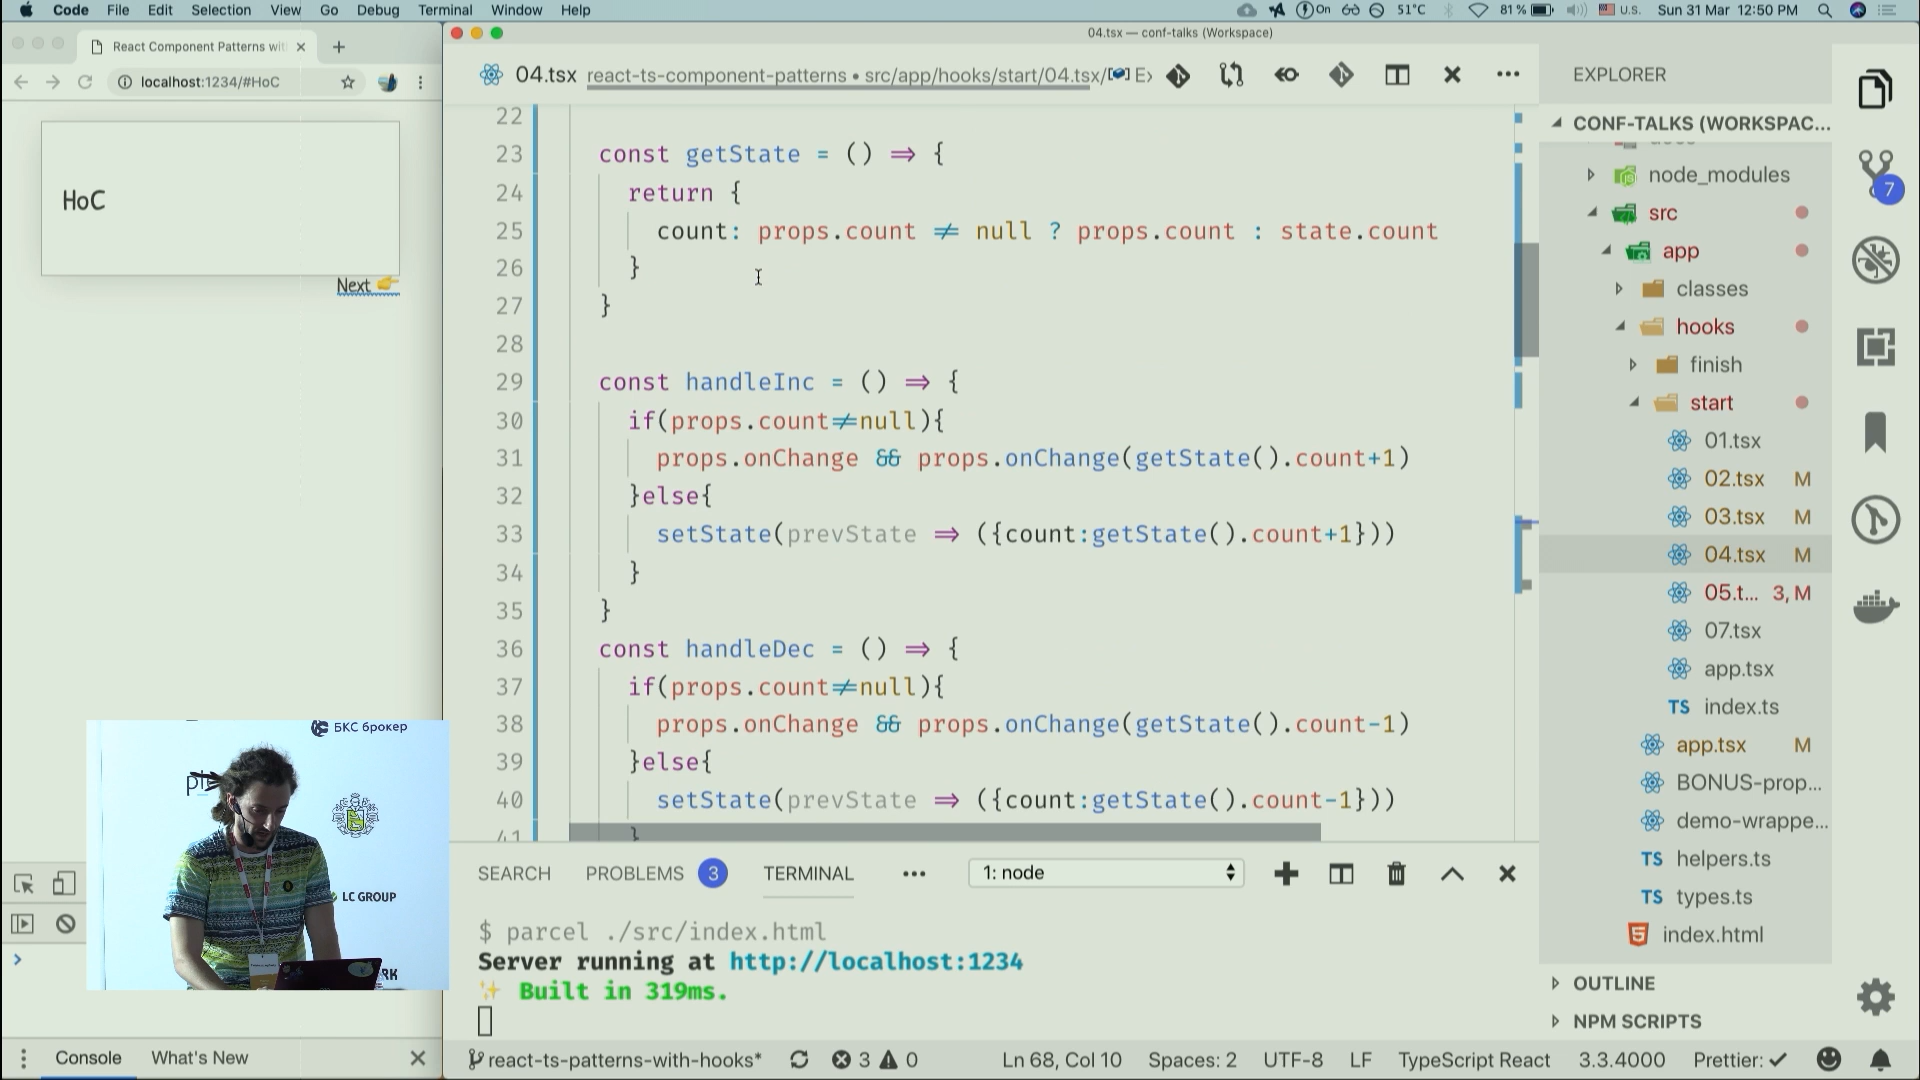 Code File Edit Selection View Go Debug Terminal Window Help
On 51°C 81% U.S. Sun 31 Mar 12:50 PM
React Component Patterns wit
localhost:1234/#HoC
HoC
Next 👉
04.tsx — conf-talks (Workspace)
04.tsx react-ts-component-patterns • src/app/hooks/start/04.tsx/
22
23 const getState = () ⇒ {
24 return {
25 count: props.count ≠ null ? props.count : state.count
26 }
27 }
28
29 const handleInc = () ⇒ {
30 if(props.count≠null){
31 props.onChange && props.onChange(getState().count+1)
32 }else{
33 setState(prevState ⇒ ({count:getState().count+1}))
34 }
35 }
36 const handleDec = () ⇒ {
37 if(props.count≠null){
38 props.onChange && props.onChange(getState().count-1)
39 }else{
40 setState(prevState ⇒ ({count:getState().count-1}))
41 }
SEARCH PROBLEMS 3 TERMINAL ••• 1: node
$ parcel ./src/index.html
Server running at http://localhost:1234
✨ Built in 319ms.
EXPLORER
CONF-TALKS (WORKSPAC...
node_modules
src
app
classes
hooks
finish
start
01.tsx
02.tsx M
03.tsx M
04.tsx M
05.t... 3, M
07.tsx
app.tsx
TS index.ts
app.tsx M
BONUS-prop...
demo-wrappe...
TS helpers.ts
TS types.ts
index.html
OUTLINE
NPM SCRIPTS
7
БКС брокер
LC GROUP
Console What's New
react-ts-patterns-with-hooks* 3 0 Ln 68, Col 10 Spaces: 2 UTF-8 LF TypeScript React 3.3.4000 Prettier: ✓